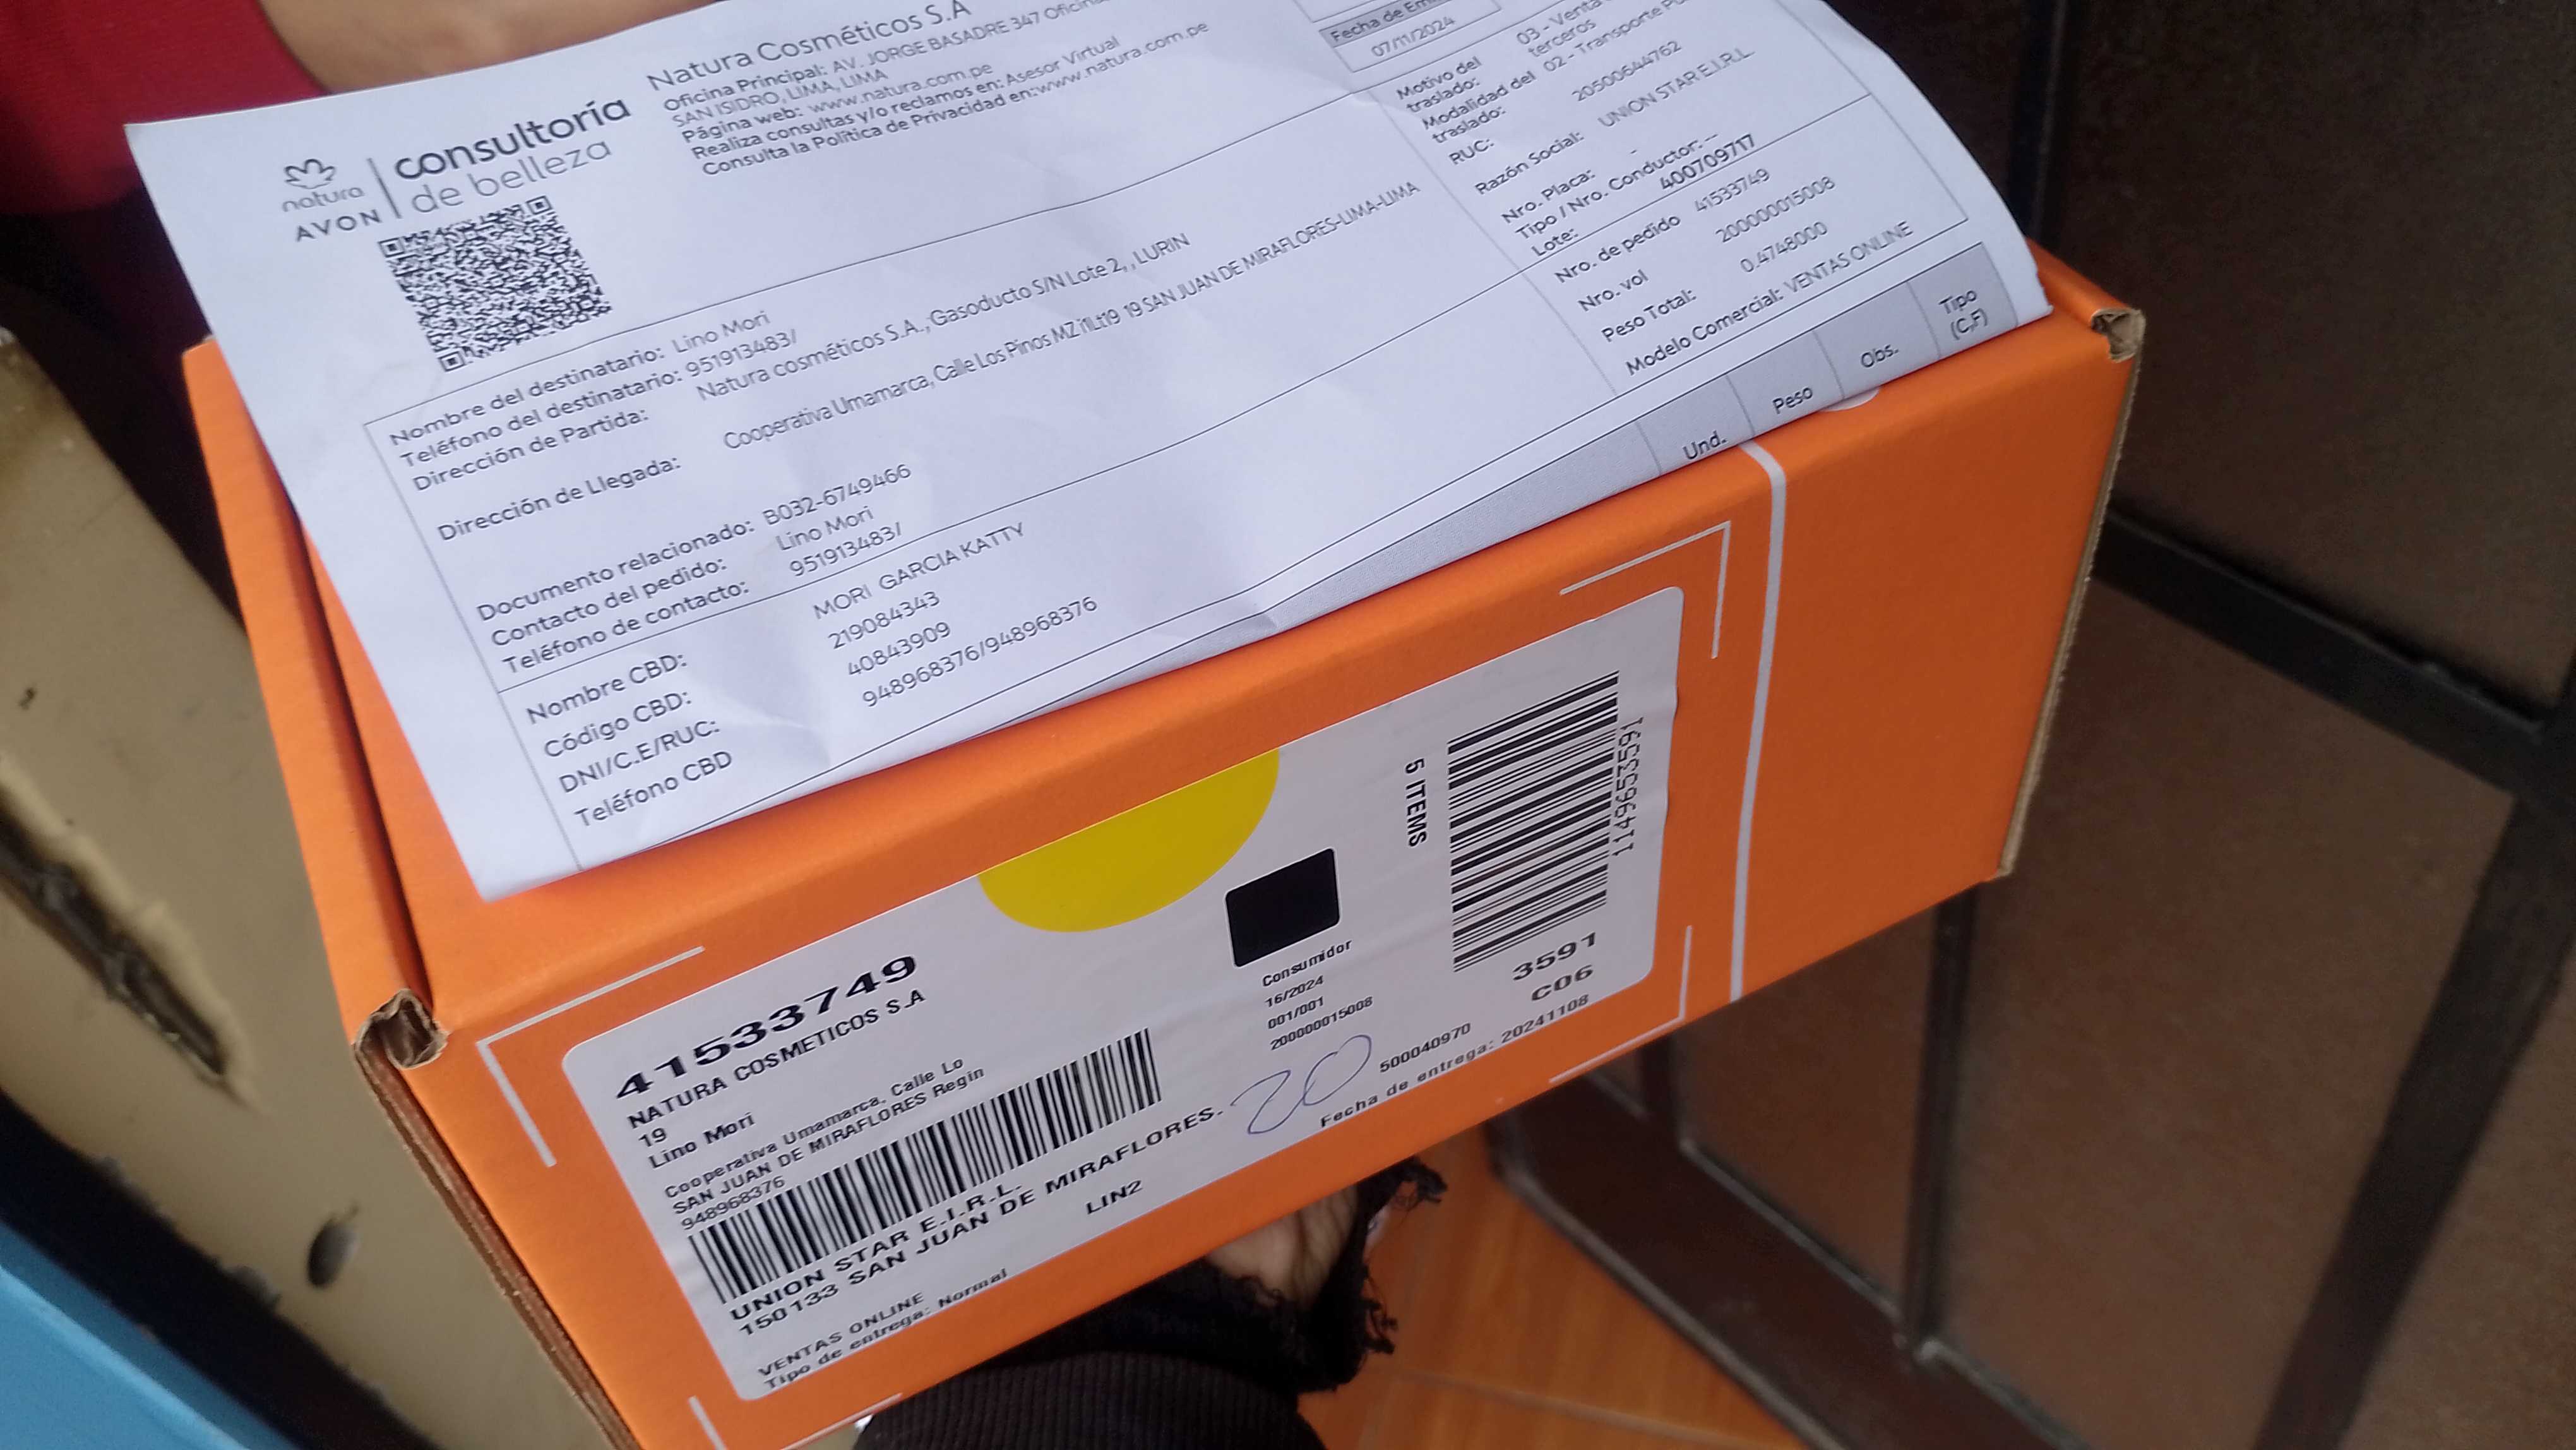 natura
AVON
consultoría
de belleza
Natura Cosméticos S.A
Oficina Principal: AV. JORGE BASADRE 347 Oficina
SAN ISIDRO, LIMA, LIMA
Página web: www.natura.com.pe
Realiza consultas y/o reclamos en: Asesor Virtual
Consulta la Política de Privacidad en:www.natura.com.pe
Fecha de
07/11/2024
Motivo del traslado: 03 - Venta
terceros
Modalidad del traslado: 02 - Transporte
RUC: 20500644762
Razón Social: UNION STAR E.I.R.L
Nro. Placa: -
Tipo / Nro. Conductor: --
Lote: 400709717
Nro. de pedido 41533749
Nro. vol 200000015008
Peso Total: 0.4748000
Modelo Comercial: VENTAS ONLINE
Nombre del destinatario: Lino Mori
Teléfono del destinatario: 951913483/
Dirección de Partida: Natura cosméticos S.A., Gasoducto S/N Lote 2, , LURIN
Dirección de Llegada: Cooperativa Umamarca, Calle Los Pinos MZ i1Lt19 19 SAN JUAN DE MIRAFLORES-LIMA-LIMA
Documento relacionado: B032-6749466
Contacto del pedido: Lino Mori
Teléfono de contacto: 951913483/
Nombre CBD: MORI GARCIA KATTY
Código CBD: 219084343
DNI/C.E/RUC: 40843909
Teléfono CBD 948968376/948968376
Und. Peso Obs. Tipo (C,F)
41533749
NATURA COSMETICOS S.A
19
Lino Mori
Cooperativa Umamarca, Calle Lo
SAN JUAN DE MIRAFLORES Regin
948968376
UNION STAR E.I.R.L.
150133 SAN JUAN DE MIRAFLORES.
LIN2
VENTAS ONLINE
Tipo de entrega: Normal
Consumidor
16/2024
001/001
200000015008
20
500040970
Fecha de entrega: 20241108
5 ITEMS
1149653591
3591
C06